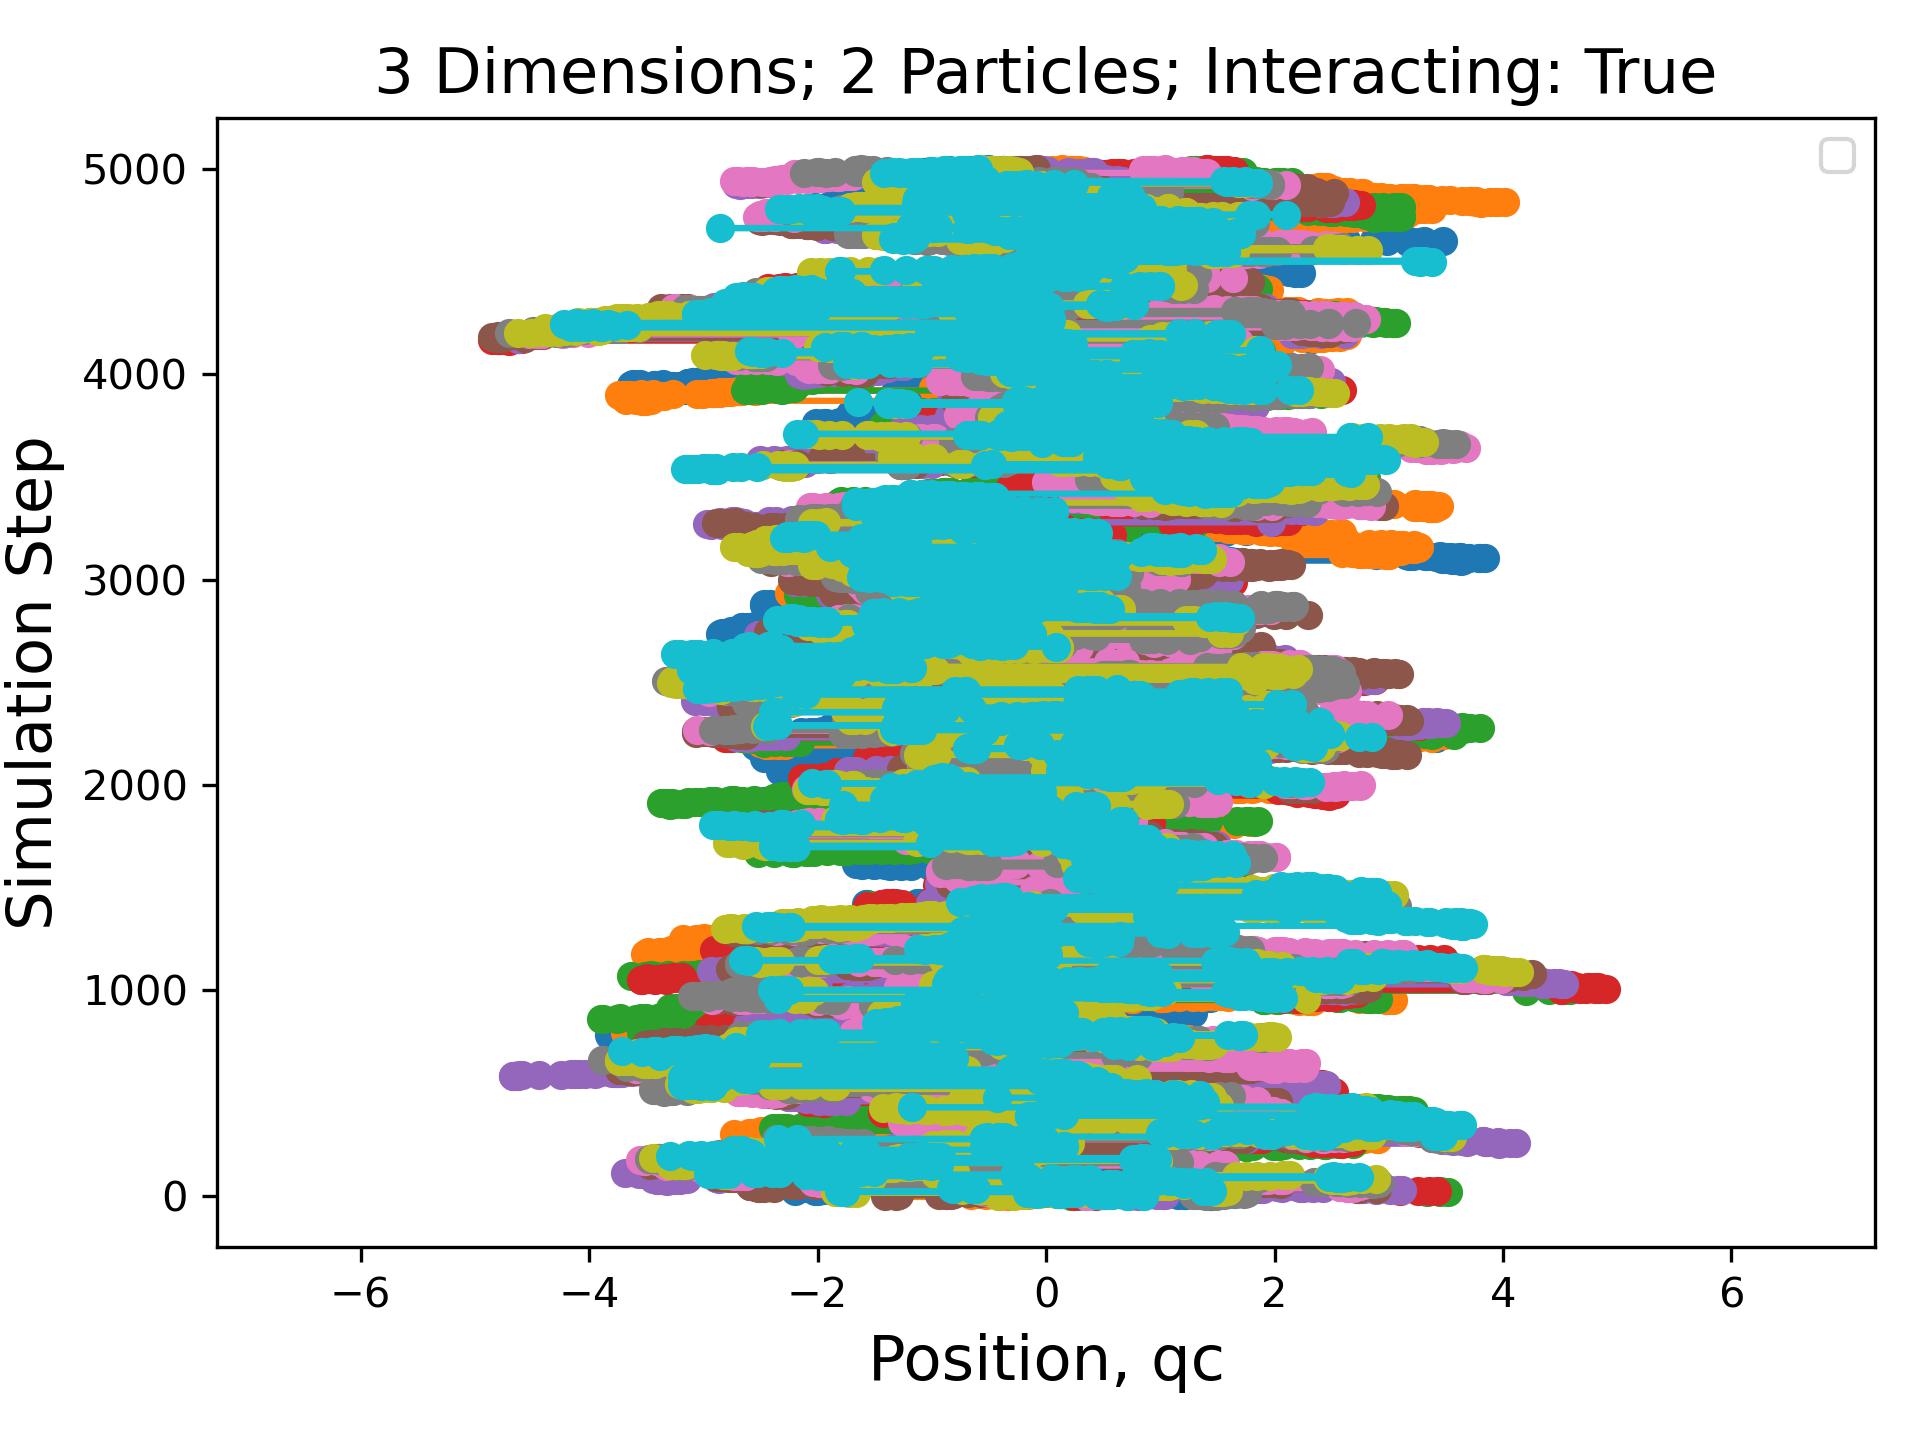 3 Dimensions; 2 Particles; Interacting: True
Simulation Step
5000
4000
3000
2000
1000
0
−6 −4 −2 0 2 4 6
Position, qc